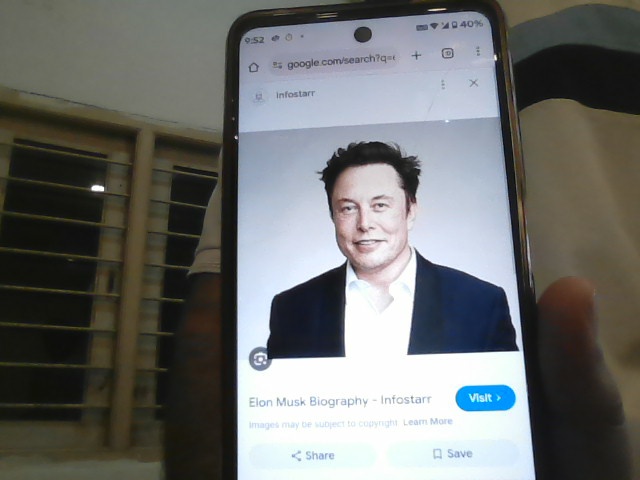 9:52
40%
google.com/search?q=
infostarr
Elon Musk Biography - Infostarr
Visit
Images may be subject to copyright. Learn More
Share
Save